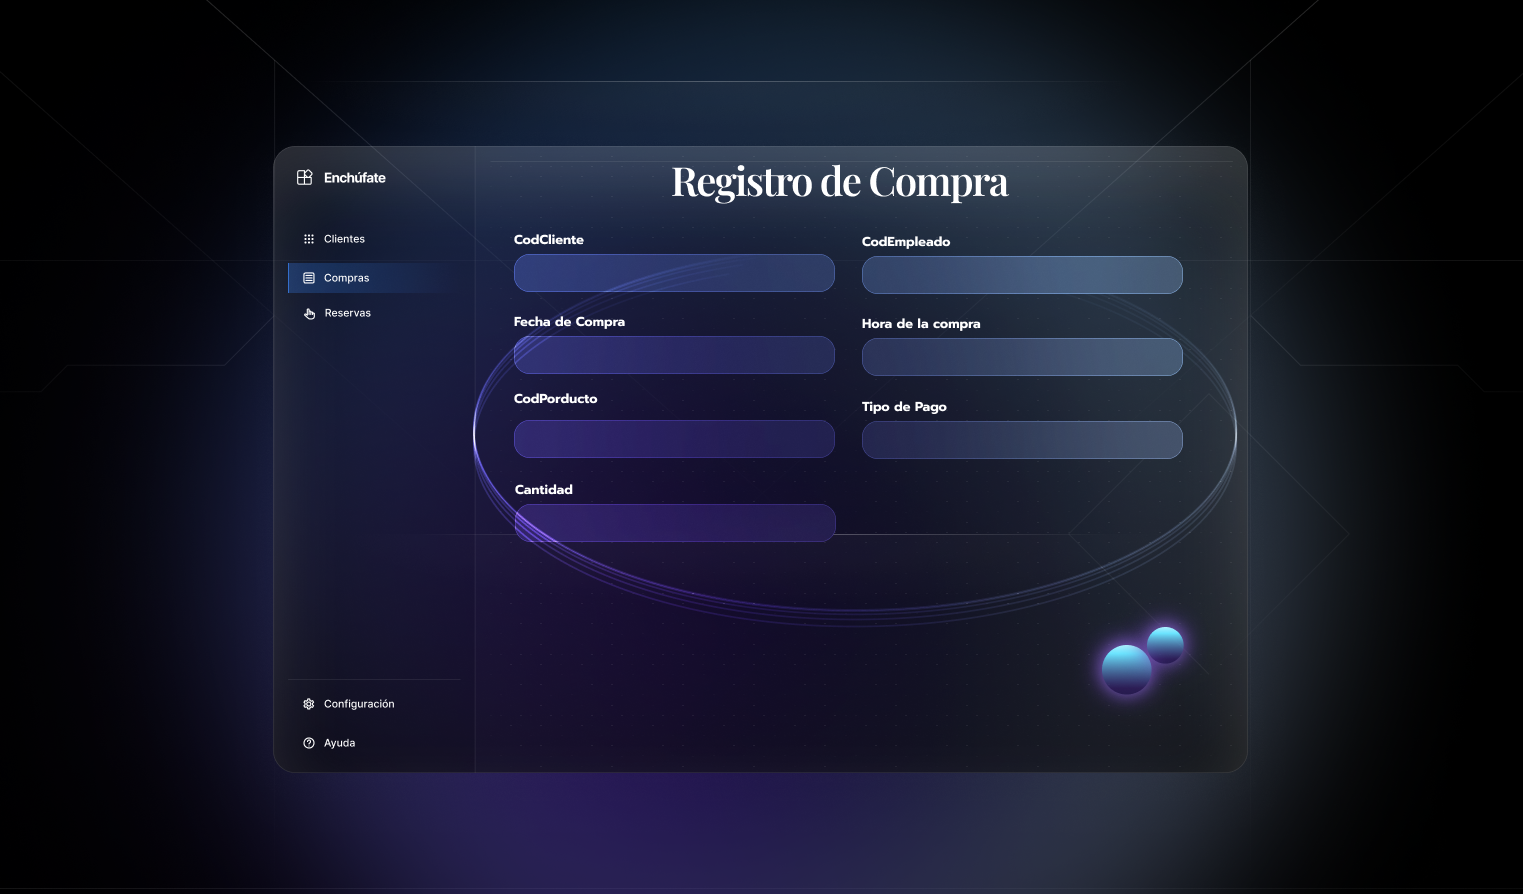 Enchúfate
Clientes
Compras
Reservas
Configuración
Ayuda
Registro de Compra
CodCliente
CodEmpleado
Fecha de Compra
Hora de la compra
CodPorducto
Tipo de Pago
Cantidad